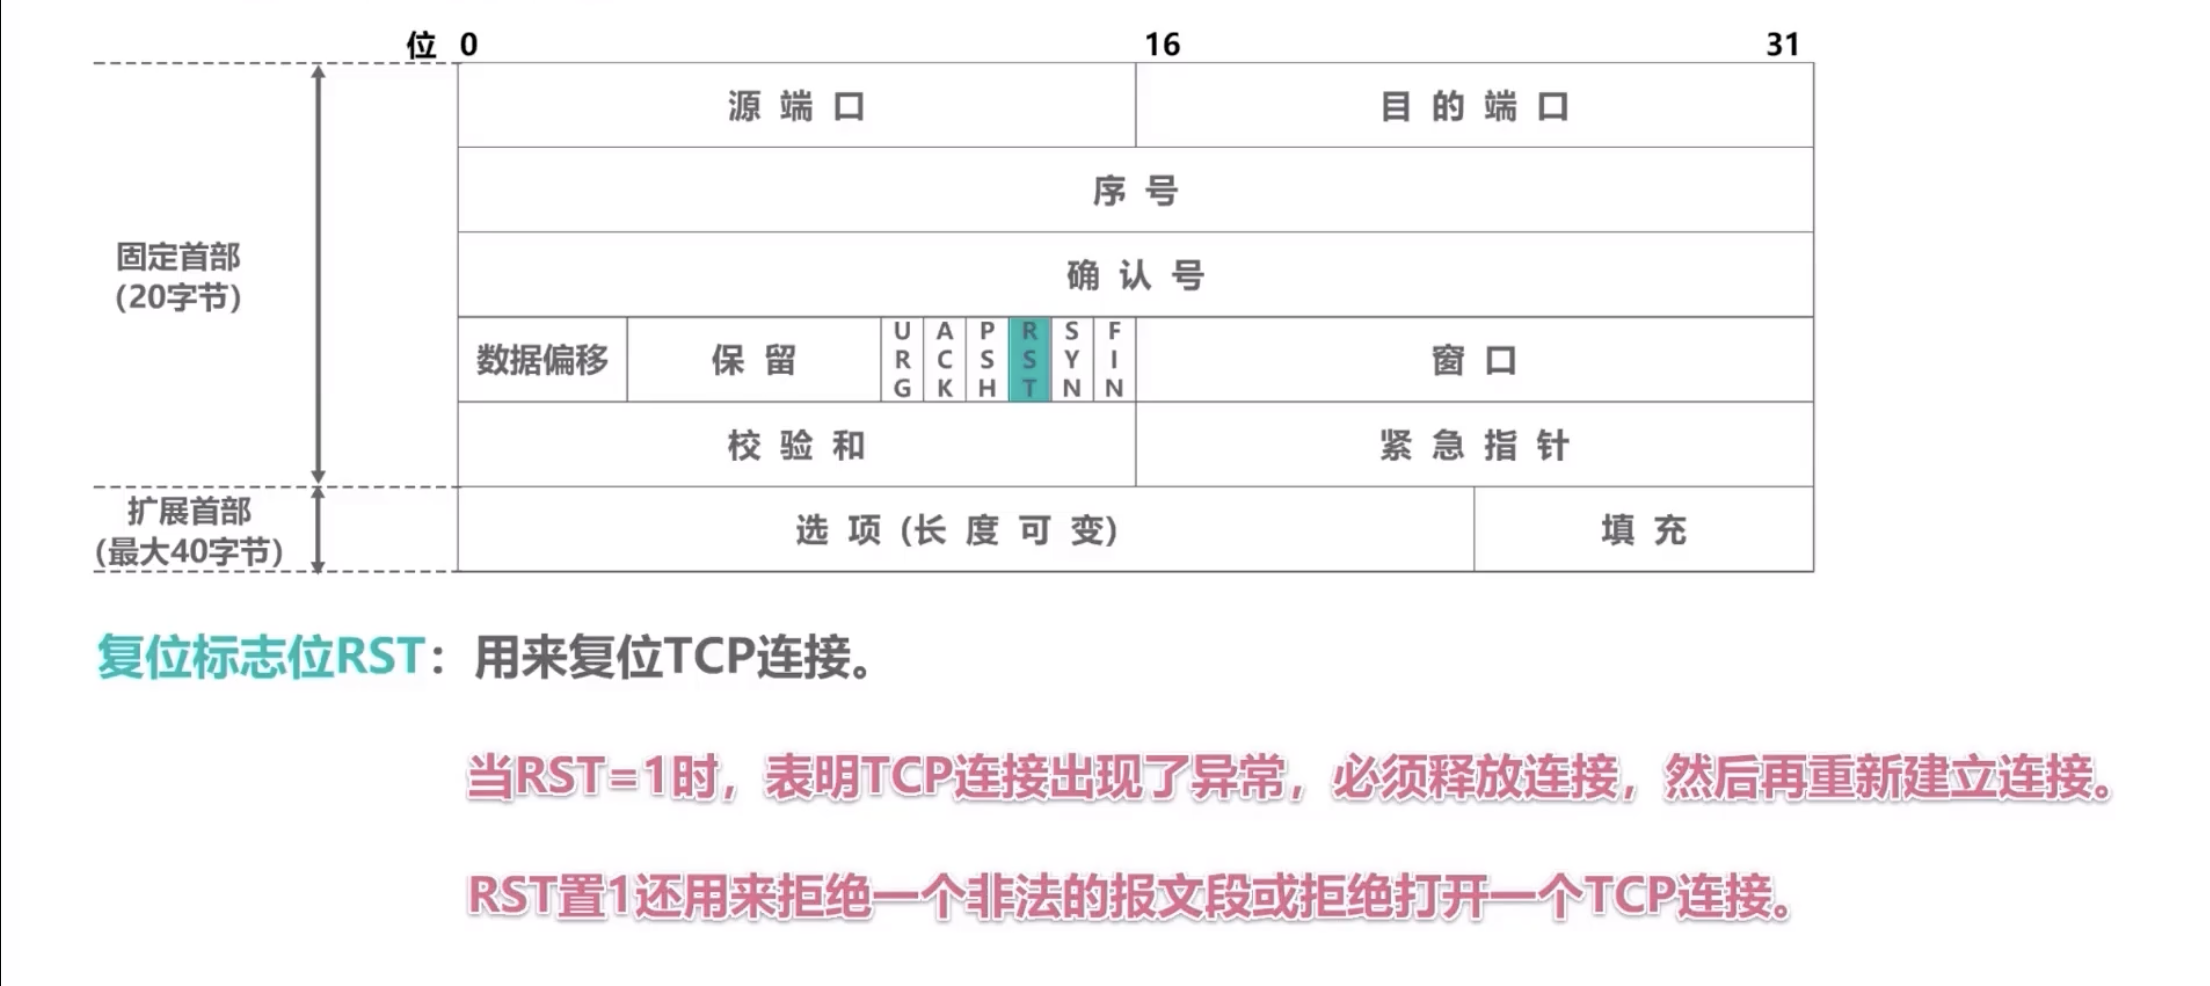 位 0 16 31
源 端 口 目 的 端 口
序 号
固定首部
(20字节)
确 认 号
数据偏移 保 留 URG ACK PSH RST SYN FIN 窗 口
校 验 和 紧 急 指 针
扩展首部
(最大40字节)
选 项 (长 度 可 变) 填 充
复位标志位RST：用来复位TCP连接。
当RST=1时，表明TCP连接出现了异常，必须释放连接，然后再重新建立连接。
RST置1还用来拒绝一个非法的报文段或拒绝打开一个TCP连接。